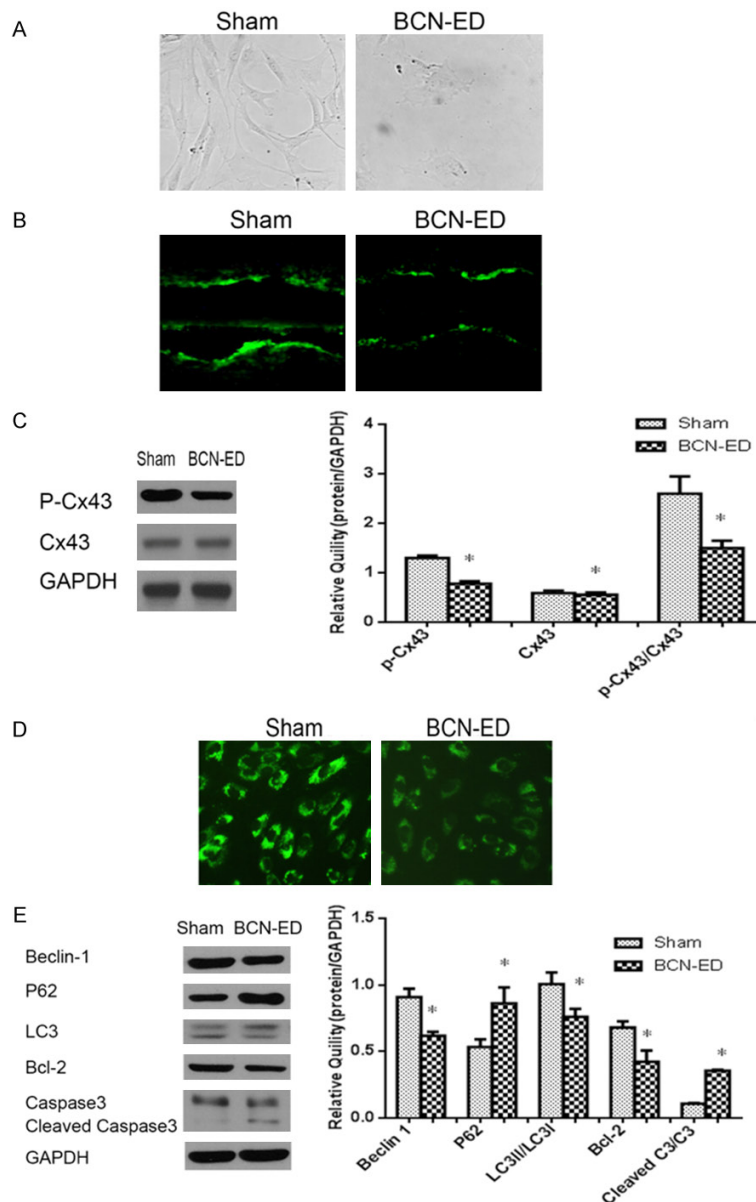 A
Sham BCN-ED
B
Sham BCN-ED
C
Sham BCN-ED
P-Cx43
Cx43
GAPDH
Relative Quility (protein/GAPDH)
4
3
2
1
0
Sham
BCN-ED
*
*
*
p-Cx43
Cx43
p-Cx43/Cx43
D
Sham BCN-ED
E
Sham BCN-ED
Beclin-1
P62
LC3
Bcl-2
Caspase3
Cleaved Caspase3
GAPDH
Relative Quility (protein/GAPDH)
1.5
1.0
0.5
0.0
Sham
BCN-ED
*
*
*
*
*
Beclin 1
P62
LC3II/LC3I
Bcl-2
Cleaved C3/C3